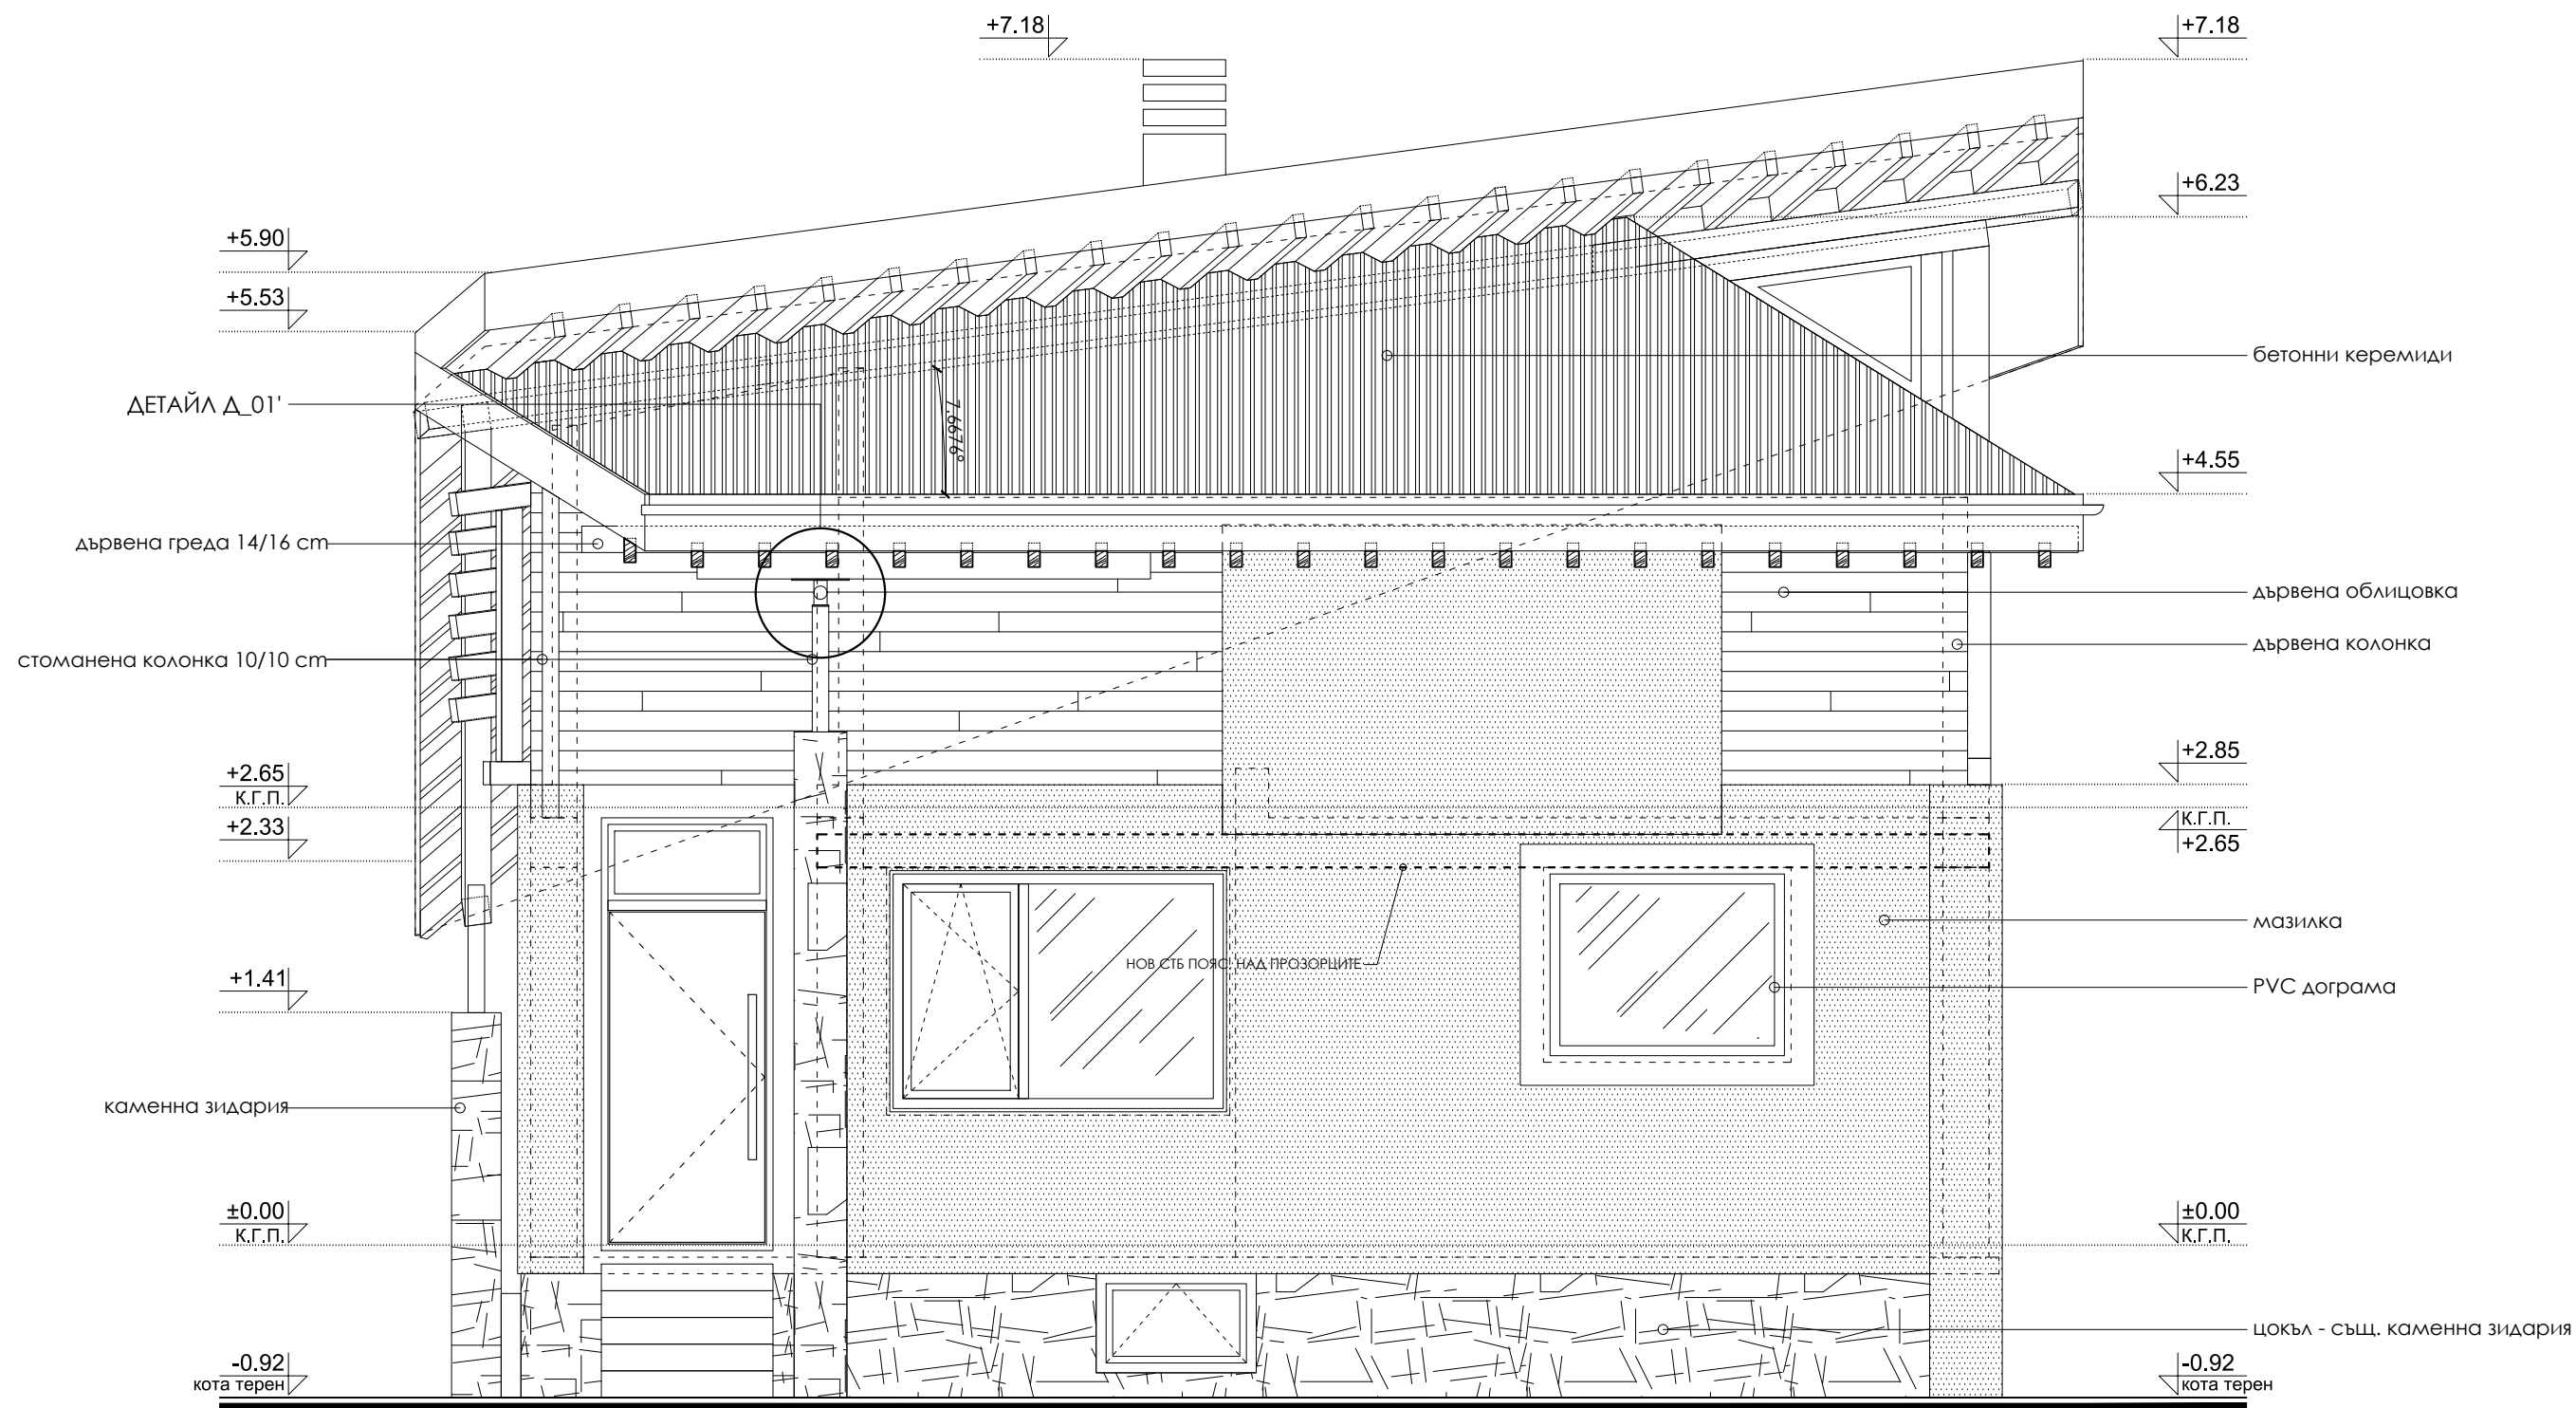 +7.18
+7.18
+6.23
+5.90
+5.53
бетонни керемиди
ДЕТАЙЛ Д_01'
7.6676°
+4.55
дървена греда 14/16 cm
дървена облицовка
дървена колонка
стоманена колонка 10/10 cm
+2.85
+2.65
К.Г.П.
К.Г.П.
+2.65
+2.33
мазилка
НОВ СТБ ПОЯС НАД ПРОЗОРЦИТЕ
+1.41
PVC дограма
каменна зидария
±0.00
К.Г.П.
±0.00
К.Г.П.
цокъл - същ. каменна зидария
-0.92
кота терен
-0.92
кота терен